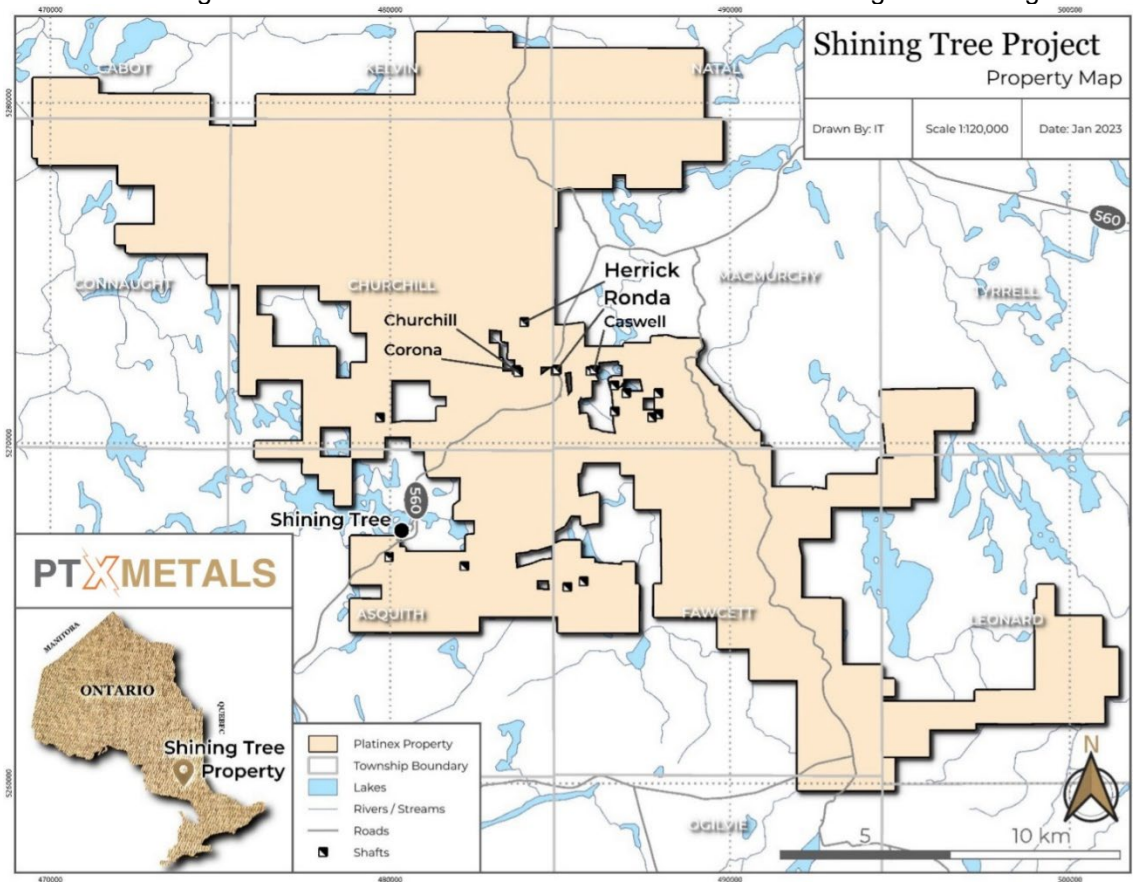 470000 480000 490000 500000
Shining Tree Project
Property Map
Drawn By: IT
Scale 1:120,000
Date: Jan 2023
CABOT
KELVIN
NATAL
5280000
560
CONNAUGHT
CHURCHILL
MACMURCHY
TYRRELL
Herrick
Ronda
Caswell
Churchill
Corona
5270000
560
Shining Tree
PTXMETALS
ASQUITH
FAWCETT
LEONARD
MANITOBA
ONTARIO
QUEBEC
Shining Tree
Property
Platinex Property
Township Boundary
Lakes
Rivers / Streams
Roads
Shafts
5260000
OGILVIE
N
5
10 km
470000 480000 490000 500000